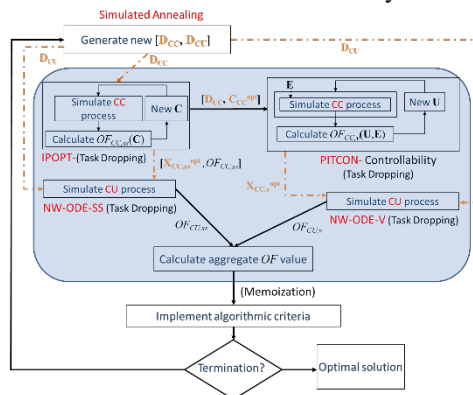 Simulated Annealing
Generate new [D_CC, D_CU]
D_CU
D_CC
D_CU
Simulate CC
process
New C
Calculate OF_CC,ss(C)
IPOPT-(Task Dropping)
[D_CC, C_CC^opt]
E
Simulate CC process
New U
Calculate OF_CC,v(U,E)
PITCON- Controllability
(Task Dropping)
[X_CC,ss^opt, OF_CC,ss]
X_CC,v^opt
Simulate CU process
NW-ODE-SS (Task Dropping)
Simulate CU process
NW-ODE-V (Task Dropping)
OF_CU,ss
OF_CU,v
Calculate aggregate OF value
(Memoization)
Implement algorithmic criteria
Termination?
Optimal solution